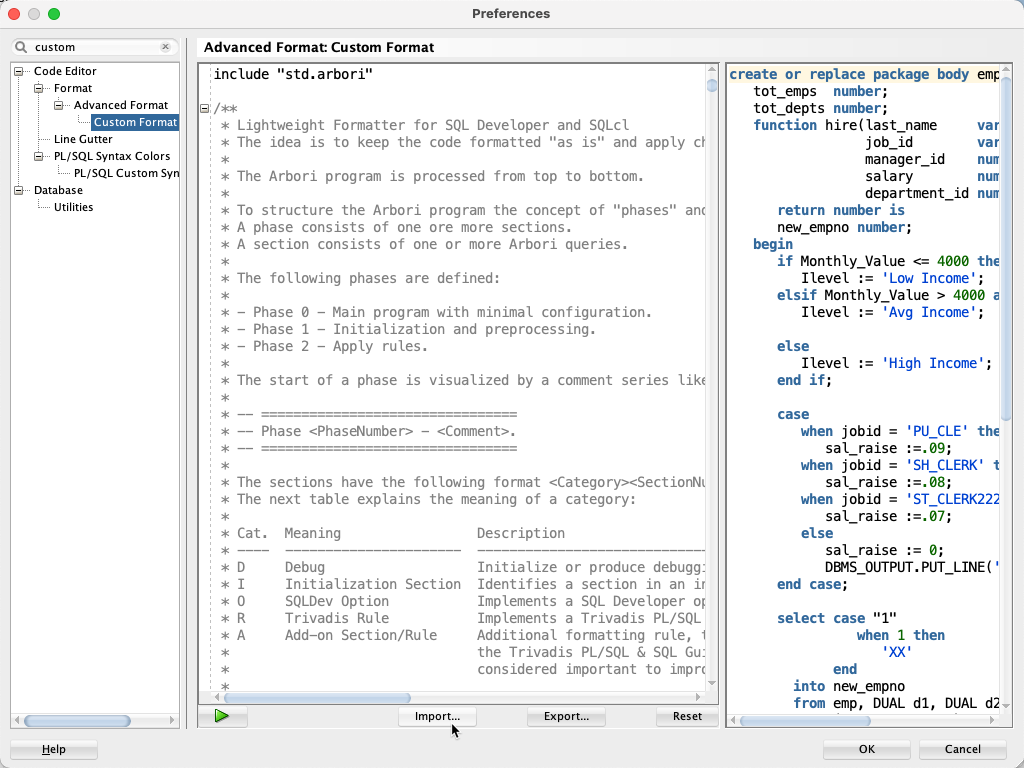 Preferences
custom
Code Editor
Format
Advanced Format
Custom Format
Line Gutter
PL/SQL Syntax Colors
PL/SQL Custom Syn
Database
Utilities
Advanced Format: Custom Format
include "std.arbori"
/**
* Lightweight Formatter for SQL Developer and SQLcl
* The idea is to keep the code formatted "as is" and apply ch
*
* The Arbori program is processed from top to bottom.
*
* To structure the Arbori program the concept of "phases" and
* A phase consists of one ore more sections.
* A section consists of one or more Arbori queries.
*
* The following phases are defined:
*
* - Phase 0 - Main program with minimal configuration.
* - Phase 1 - Initialization and preprocessing.
* - Phase 2 - Apply rules.
*
* The start of a phase is visualized by a comment series like
*
* -- ================================
* -- Phase <PhaseNumber> - <Comment>.
* -- ================================
*
* The sections have the following format <Category><SectionNu
* The next table explains the meaning of a category:
*
* Cat.  Meaning                 Description
* ----  ----------------------  -----------------------------
* D     Debug                   Initialize or produce debuggi
* I     Initialization Section  Identifies a section in an in
* O     SQLDev Option           Implements a SQL Developer op
* R     Trivadis Rule           Implements a Trivadis PL/SQL
* A     Add-on Section/Rule     Additional formatting rule, t
*                               the Trivadis PL/SQL & SQL Gui
*                               considered important to impro
*
create or replace package body emp
tot_emps  number;
tot_depts number;
function hire(last_name     var
job_id        var
manager_id    num
salary        num
department_id num
return number is
new_empno number;
begin
if Monthly_Value <= 4000 the
Ilevel := 'Low Income';
elsif Monthly_Value > 4000 a
Ilevel := 'Avg Income';
else
Ilevel := 'High Income';
end if;
case
when jobid = 'PU_CLE' the
sal_raise :=.09;
when jobid = 'SH_CLERK' t
sal_raise :=.08;
when jobid = 'ST_CLERK222
sal_raise :=.07;
else
sal_raise := 0;
DBMS_OUTPUT.PUT_LINE('
end case;
select case "1"
when 1 then
'XX'
end
into new_empno
from emp, DUAL d1, DUAL d2
Import...
Export...
Reset
Help
OK
Cancel